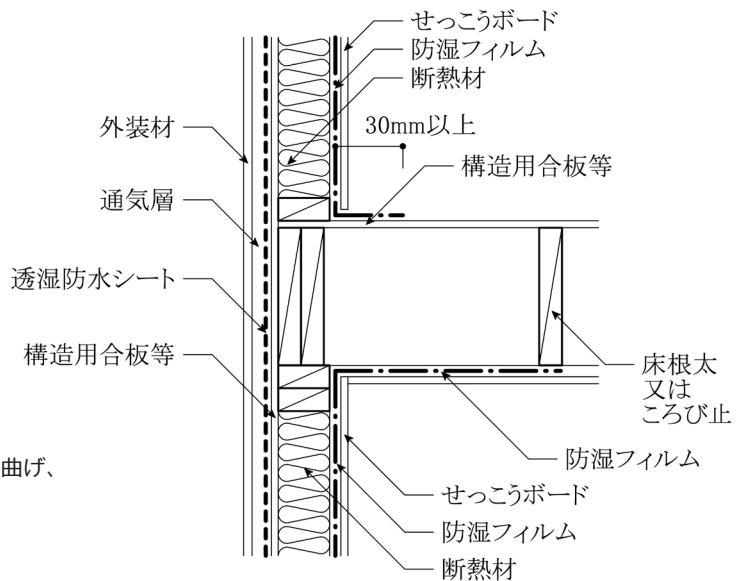 せっこうボード
防湿フィルム
断熱材
30mm以上
外装材
構造用合板等
通気層
透湿防水シート
構造用合板等
床根太
又は
ころび止
防湿フィルム
曲げ、
せっこうボード
防湿フィルム
断熱材